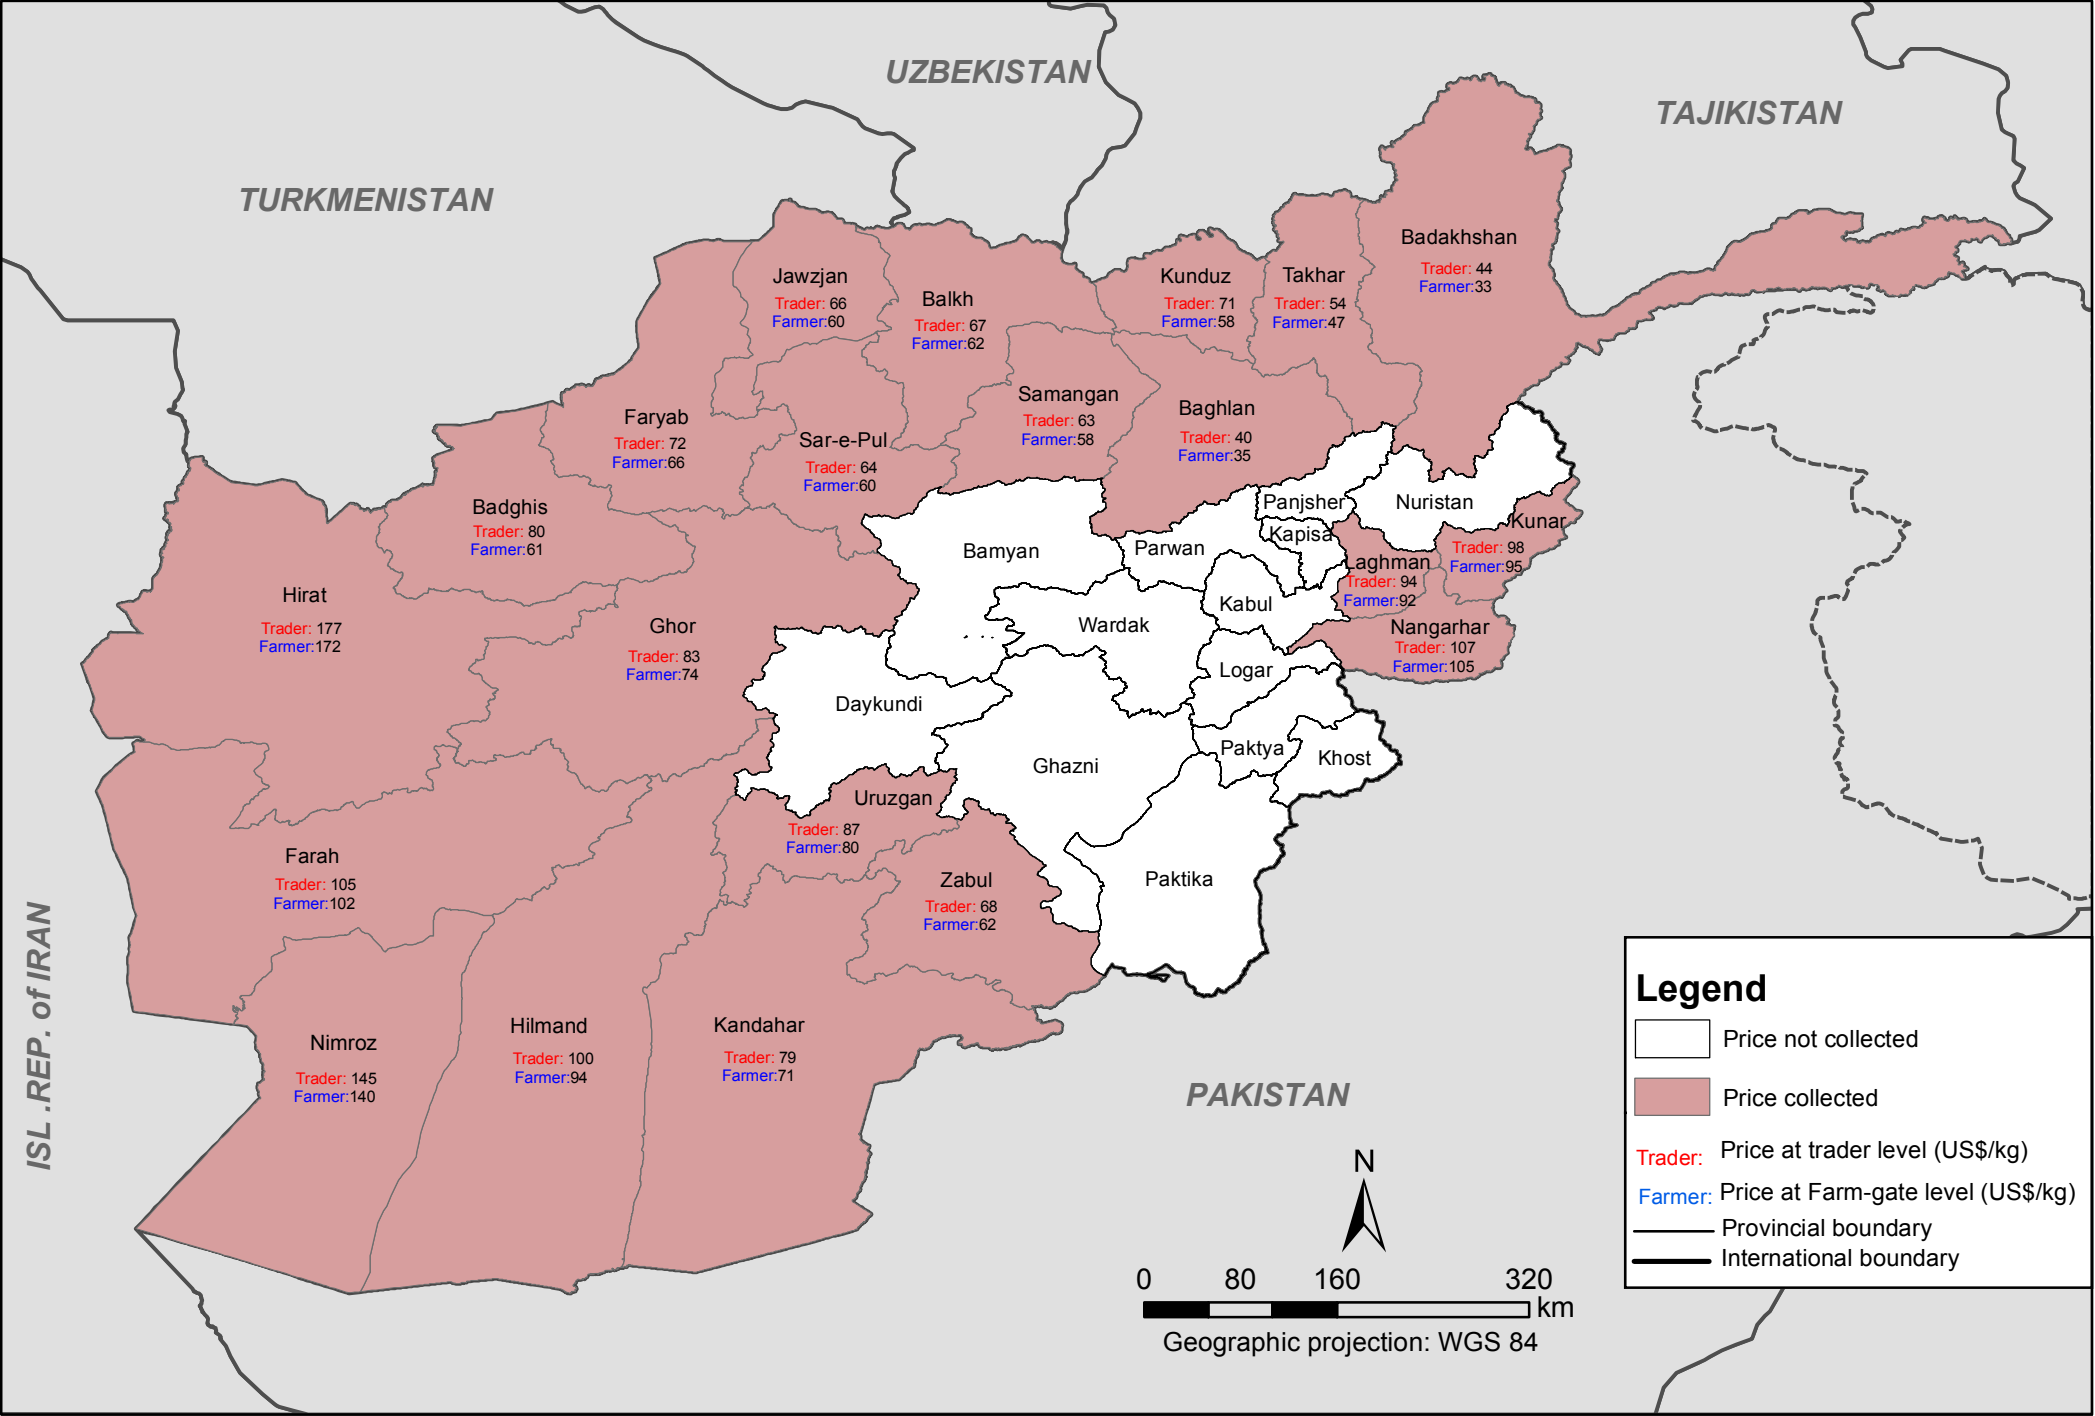 UZBEKISTAN
TAJIKISTAN
TURKMENISTAN
Badakhshan
Trader: 44
Farmer:33
Jawzjan
Trader: 66
Farmer:60
Balkh
Trader: 67
Farmer:62
Kunduz
Trader: 71
Farmer:58
Takhar
Trader: 54
Farmer:47
Samangan
Trader: 63
Farmer:58
Baghlan
Trader: 40
Farmer:35
Faryab
Trader: 72
Farmer:66
Sar-e-Pul
Trader: 64
Farmer:60
Badghis
Trader: 80
Farmer:61
Panjsher
Nuristan
Kunar
Trader: 98
Farmer:95
Kapisa
Parwan
Bamyan
Laghman
Trader: 94
Farmer:92
Hirat
Trader: 177
Farmer:172
Ghor
Trader: 83
Farmer:74
Kabul
Wardak
Nangarhar
Trader: 107
Farmer:105
Logar
Daykundi
Paktya
Khost
Ghazni
Uruzgan
Trader: 87
Farmer:80
Farah
Trader: 105
Farmer:102
Zabul
Trader: 68
Farmer:62
Paktika
ISL .REP. of IRAN
Nimroz
Trader: 145
Farmer:140
Hilmand
Trader: 100
Farmer:94
Kandahar
Trader: 79
Farmer:71
PAKISTAN
Legend
Price not collected
Price collected
Trader: Price at trader level (US$/kg)
Farmer: Price at Farm-gate level (US$/kg)
Provincial boundary
International boundary
N
0 80 160 320
km
Geographic projection: WGS 84